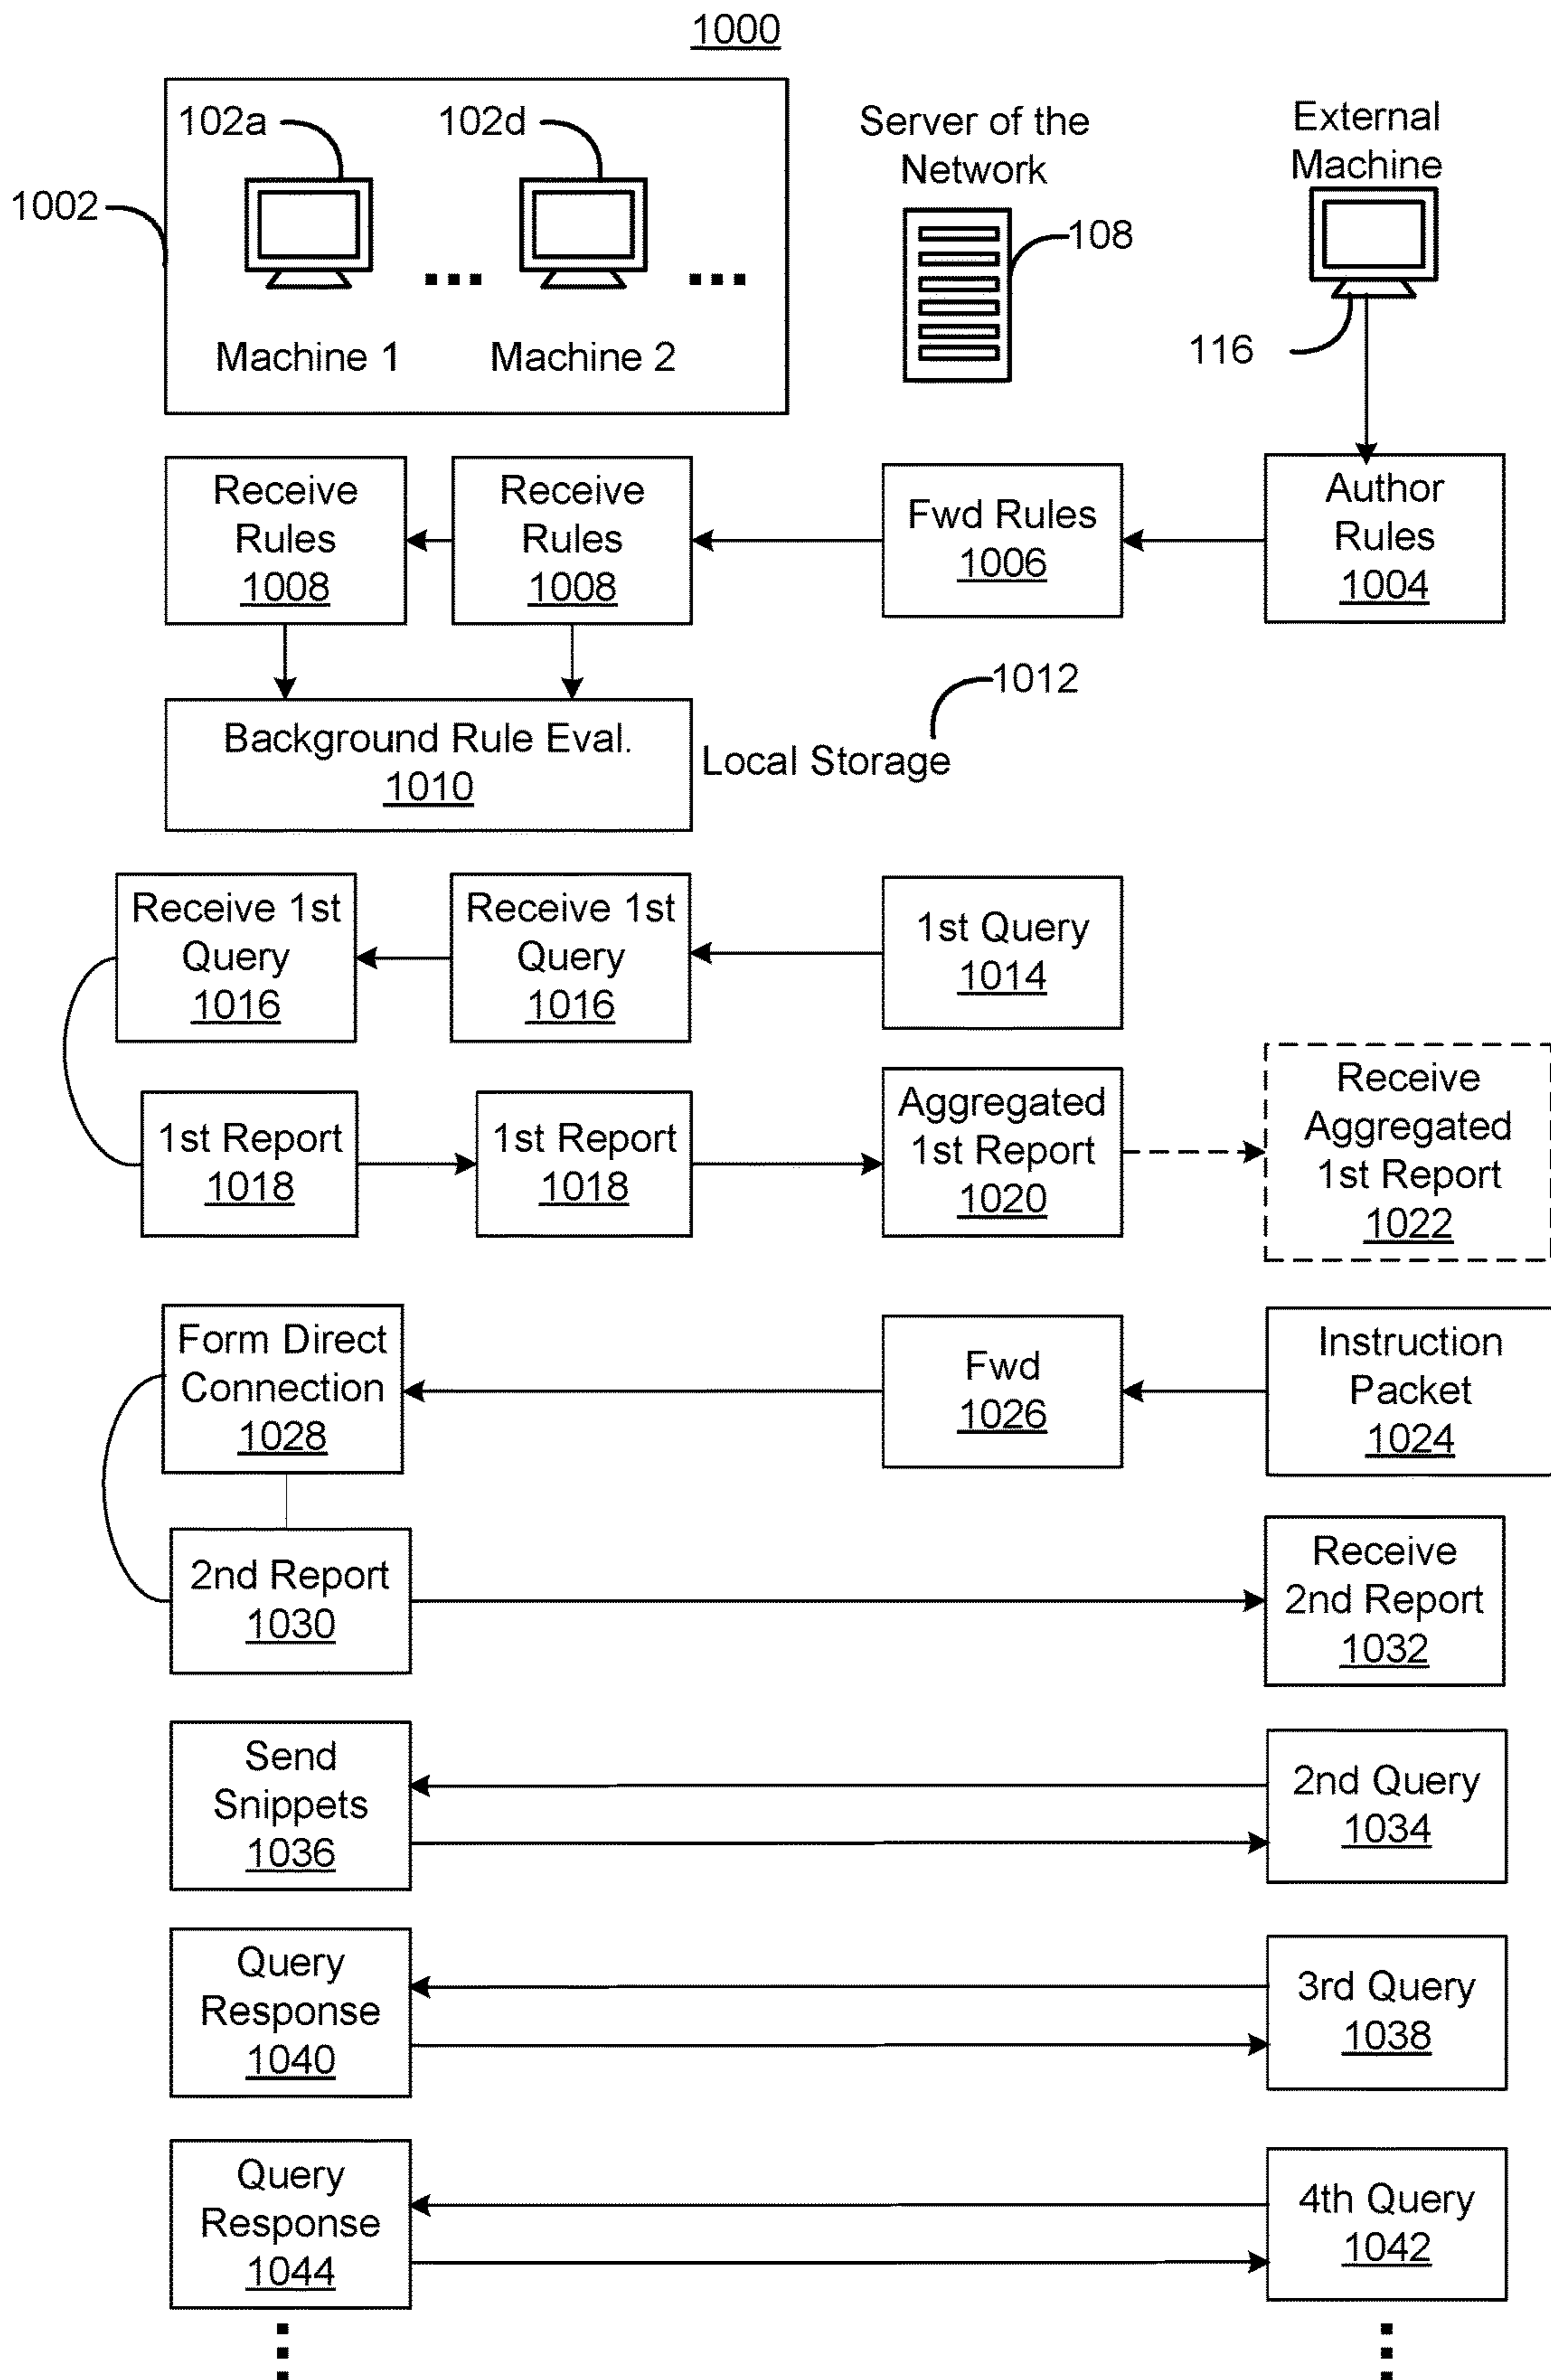 1000
102a
102d
Server of the
Network
External
Machine
1002
108
116
Machine 1
Machine 2
Receive
Rules
1008
Receive
Rules
1008
Fwd Rules
1006
Author
Rules
1004
1012
Background Rule Eval.
1010
Local Storage
Receive 1st
Query
1016
Receive 1st
Query
1016
1st Query
1014
1st Report
1018
1st Report
1018
Aggregated
1st Report
1020
Receive
Aggregated
1st Report
1022
Form Direct
Connection
1028
Fwd
1026
Instruction
Packet
1024
2nd Report
1030
Receive
2nd Report
1032
Send
Snippets
1036
2nd Query
1034
Query
Response
1040
3rd Query
1038
Query
Response
1044
4th Query
1042